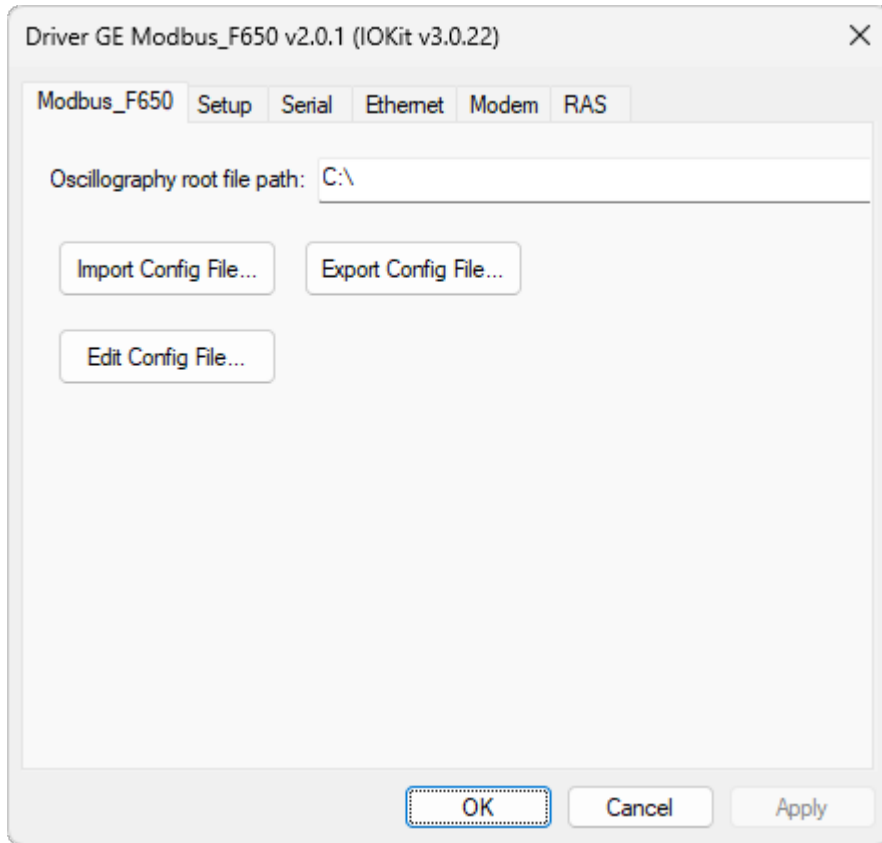 Driver GE Modbus_F650 v2.0.1 (IOKit v3.0.22)
Modbus_F650 Setup Serial Ethernet Modem RAS
Oscillography root file path: C:\
Import Config File... Export Config File...
Edit Config File...
OK Cancel Apply